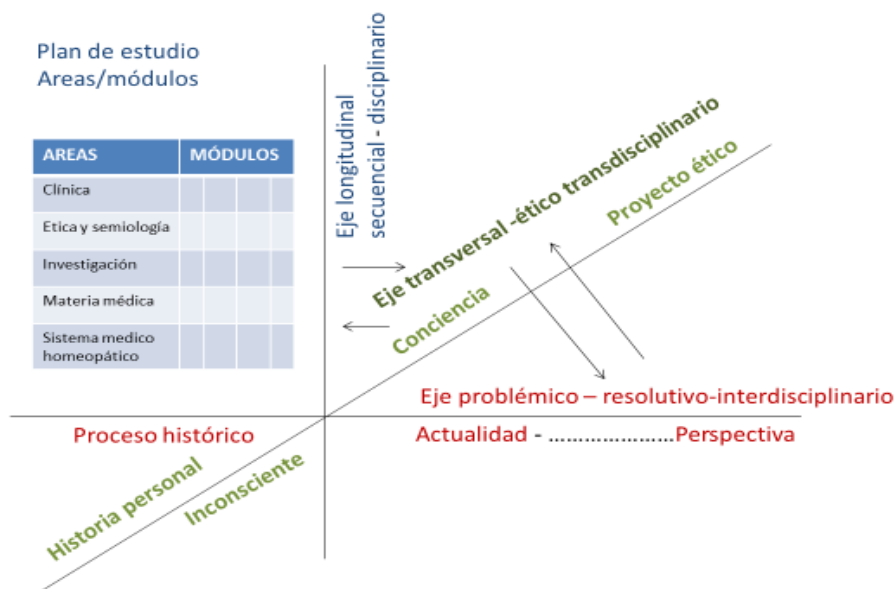 Plan de estudio
Areas/módulos
AREAS MÓDULOS
Clínica
Etica y semiología
Investigación
Materia médica
Sistema medico
homeopático
Eje longitudinal
secuencial - disciplinario
Eje transversal -ético transdisciplinario
Proyecto ético
Conciencia
Eje problémico – resolutivo-interdisciplinario
Proceso histórico
Actualidad - …………………Perspectiva
Historia personal
Inconsciente